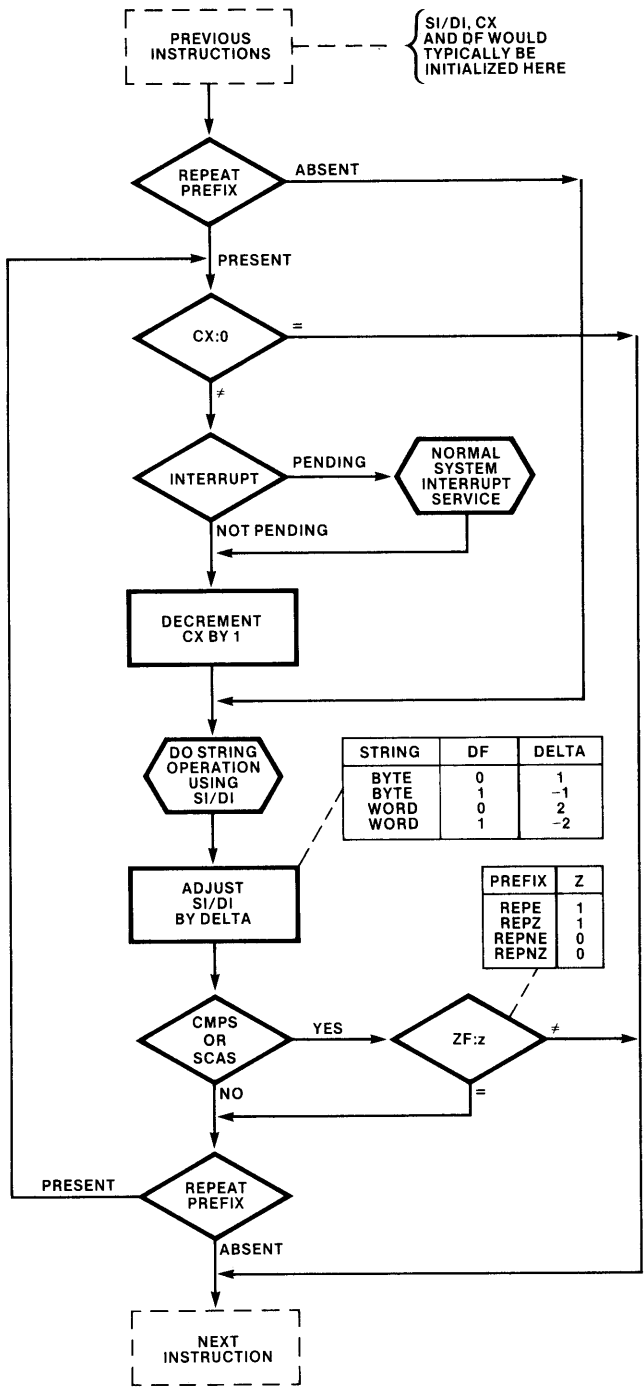 PREVIOUS
INSTRUCTIONS
SI/DI, CX
AND DF WOULD
TYPICALLY BE
INITIALIZED HERE
REPEAT
PREFIX
ABSENT
PRESENT
CX:0
=
≠
INTERRUPT
PENDING
NORMAL
SYSTEM
INTERRUPT
SERVICE
NOT PENDING
DECREMENT
CX BY 1
DO STRING
OPERATION
USING
SI/DI
STRING DF DELTA
BYTE 0 1
BYTE 1 −1
WORD 0 2
WORD 1 −2
ADJUST
SI/DI
BY DELTA
PREFIX Z
REPE 1
REPZ 1
REPNE 0
REPNZ 0
CMPS
OR
SCAS
YES
ZF:z
≠
NO
=
PRESENT
REPEAT
PREFIX
ABSENT
NEXT
INSTRUCTION